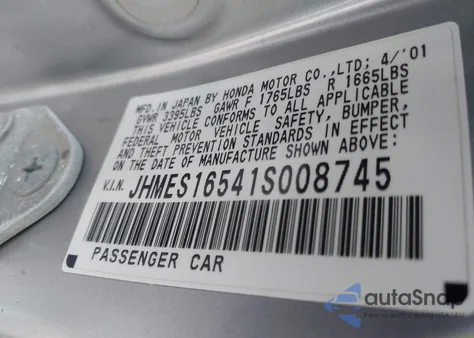 MFD. IN JAPAN BY HONDA MOTOR CO.,LTD; 4/'01
GVWR 3395LBS GAWR F 1765LBS R 1665LBS
THIS VEHICLE CONFORMS TO ALL APPLICABLE
FEDERAL MOTOR VEHICLE SAFETY, BUMPER,
AND THEFT PREVENTION STANDARDS IN EFFECT
ON THE DATE OF MANUFACTURE SHOWN ABOVE:
V.I.N. JHMES16541S008745
PASSENGER CAR
autoSnap